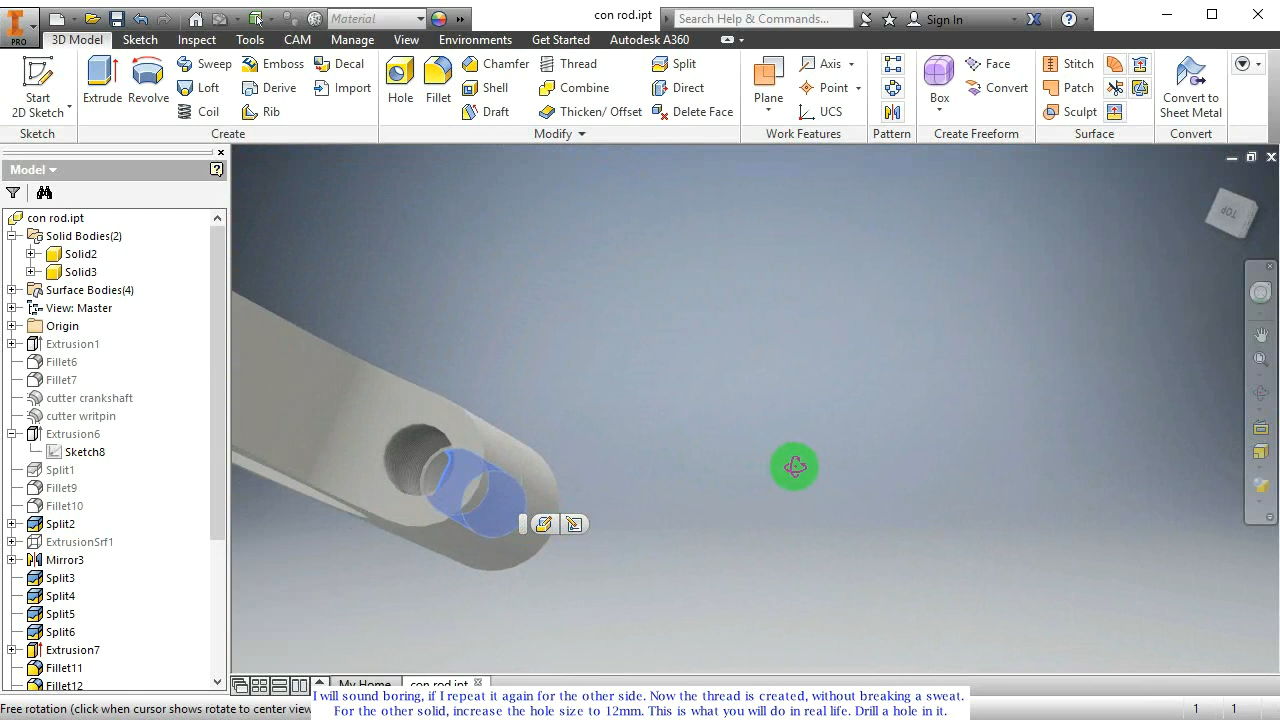 PRO
Material
con rod.ipt
Search Help & Commands...
Sign In
3D Model Sketch Inspect Tools CAM Manage View Environments Get Started Autodesk A360
Start 2D Sketch
Extrude
Revolve
Sweep
Loft
Coil
Emboss
Derive
Rib
Decal
Import
Hole
Fillet
Chamfer
Shell
Draft
Thread
Combine
Thicken/ Offset
Split
Direct
Delete Face
Plane
Axis
Point
UCS
Box
Face
Convert
Stitch
Patch
Sculpt
Convert to Sheet Metal
Sketch Create Modify Work Features Pattern Create Freeform Surface Convert
Model
con rod.ipt
Solid Bodies(2)
Solid2
Solid3
Surface Bodies(4)
View: Master
Origin
Extrusion1
Fillet6
Fillet7
cutter crankshaft
cutter writpin
Extrusion6
Sketch8
Split1
Fillet9
Fillet10
Split2
ExtrusionSrf1
Mirror3
Split3
Split4
Split5
Split6
Extrusion7
Fillet11
Fillet12
TOP
My Home con rod.ipt
I will sound boring, if I repeat it again for the other side. Now the thread is created, without breaking a sweat.
For the other solid, increase the hole size to 12mm. This is what you will do in real life. Drill a hole in it.
Free rotation (click when cursor shows rotate to center view
1 1